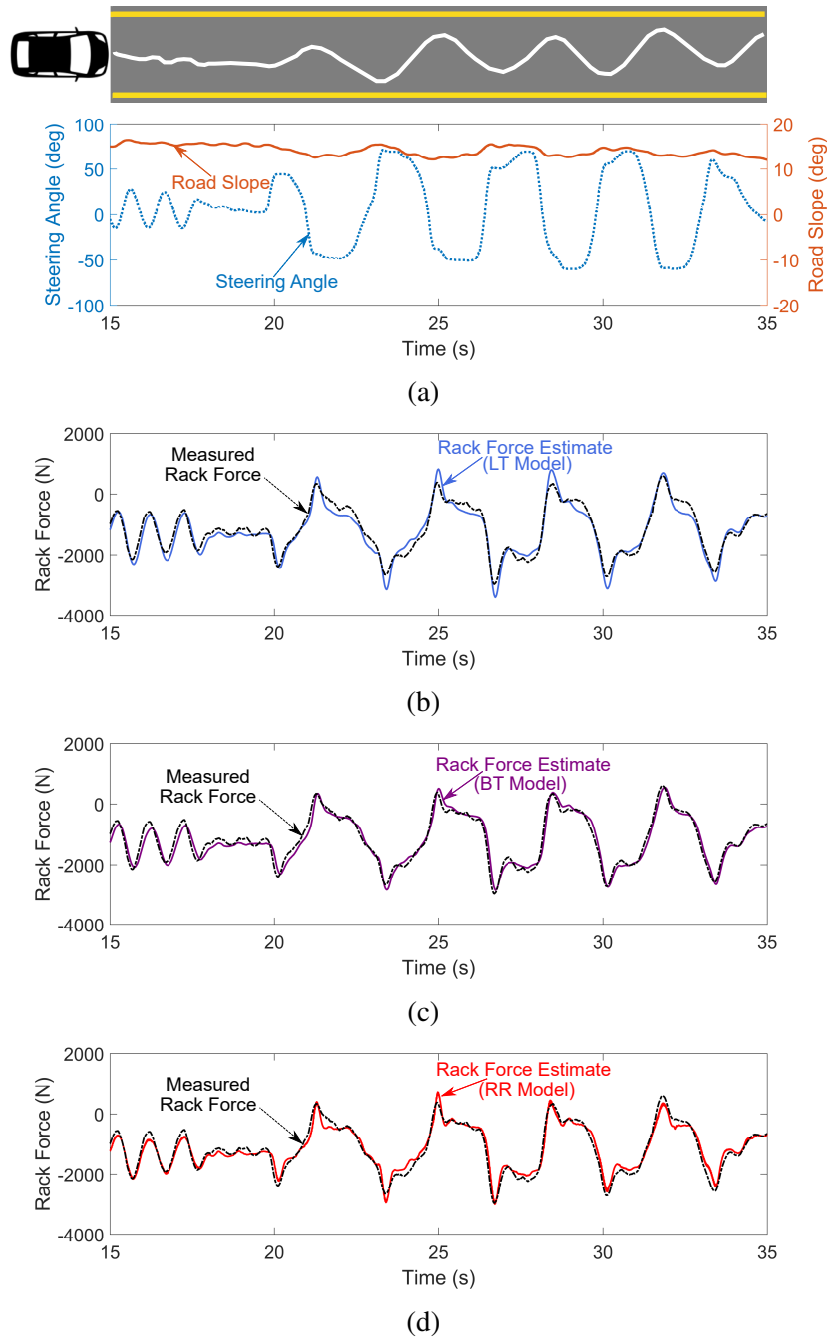 100
50
0
-50
-100
Steering Angle (deg)
20
10
0
-10
-20
Road Slope (deg)
Road Slope
Steering Angle
15 20 25 30 35
Time (s)
(a)
2000
0
-2000
-4000
Rack Force (N)
Measured
Rack Force
Rack Force Estimate
(LT Model)
15 20 25 30 35
Time (s)
(b)
2000
0
-2000
-4000
Rack Force (N)
Measured
Rack Force
Rack Force Estimate
(BT Model)
15 20 25 30 35
Time (s)
(c)
2000
0
-2000
-4000
Rack Force (N)
Measured
Rack Force
Rack Force Estimate
(RR Model)
15 20 25 30 35
Time (s)
(d)